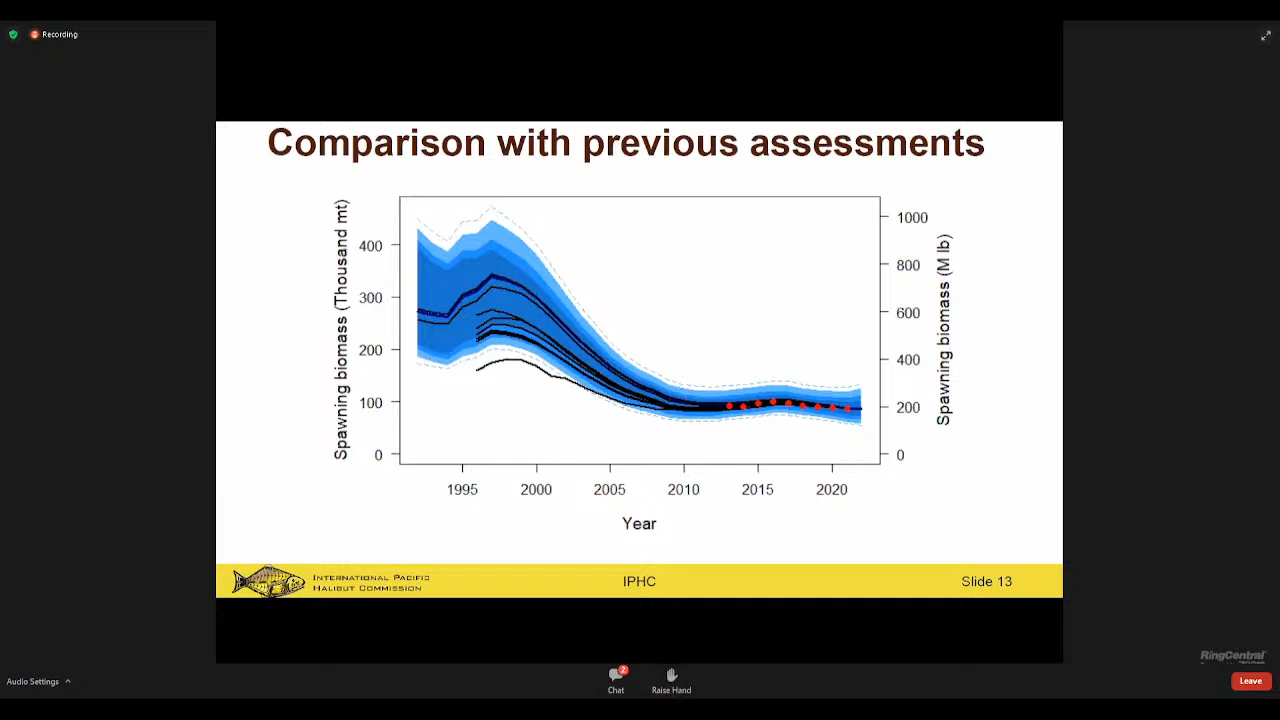 Recording
Comparison with previous assessments
Spawning biomass (Thousand mt)
400
300
200
100
0
1000
800
600
400
200
0
Spawning biomass (M lb)
1995 2000 2005 2010 2015 2020
Year
INTERNATIONAL PACIFIC
HALIBUT COMMISSION
IPHC
Slide 13
RingCentral
Audio Settings
2
Chat
Raise Hand
Leave